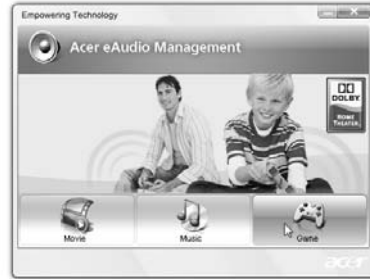 Empowering Technology
Acer eAudio Management
DOLBY
HOME
THEATER
Movie
Music
Game
acer